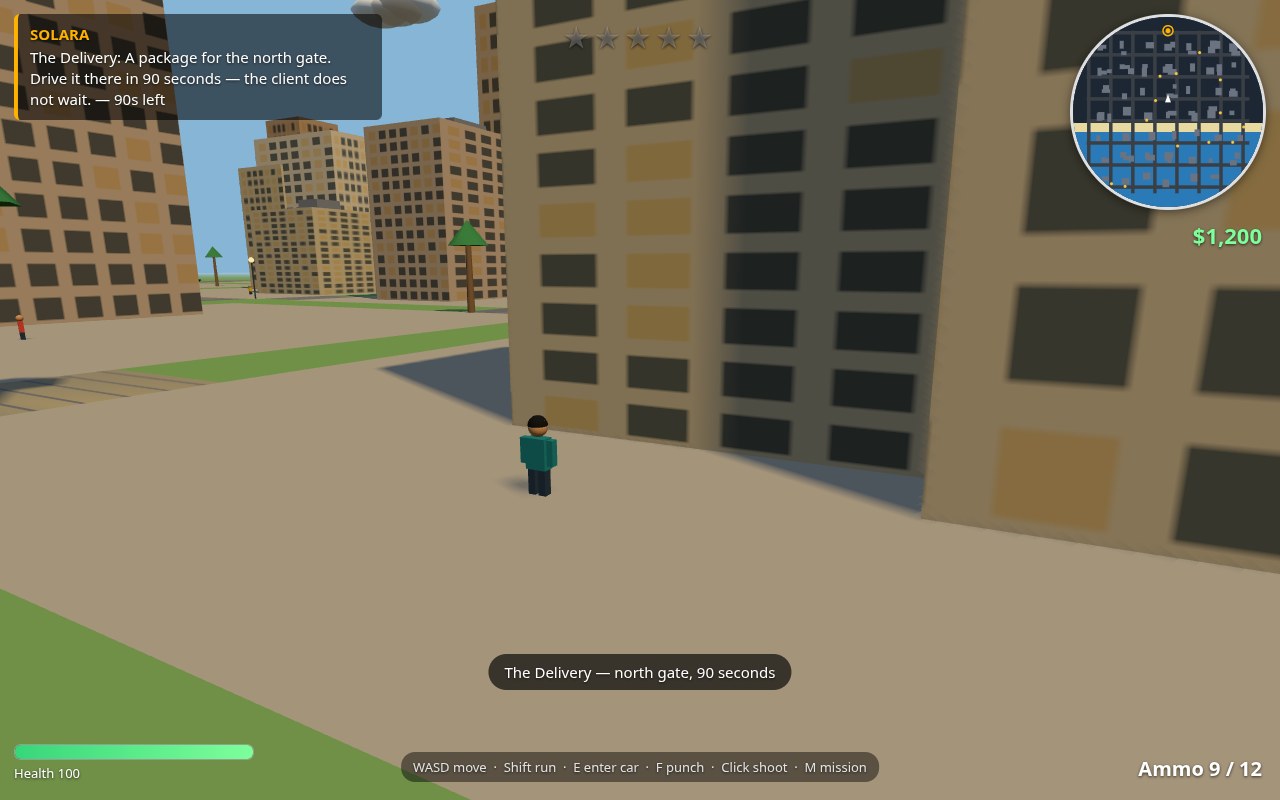 SOLARA
The Delivery: A package for the north gate.
Drive it there in 90 seconds — the client does
not wait. — 90s left
$1,200
The Delivery — north gate, 90 seconds
Health 100
WASD move · Shift run · E enter car · F punch · Click shoot · M mission
Ammo 9 / 12